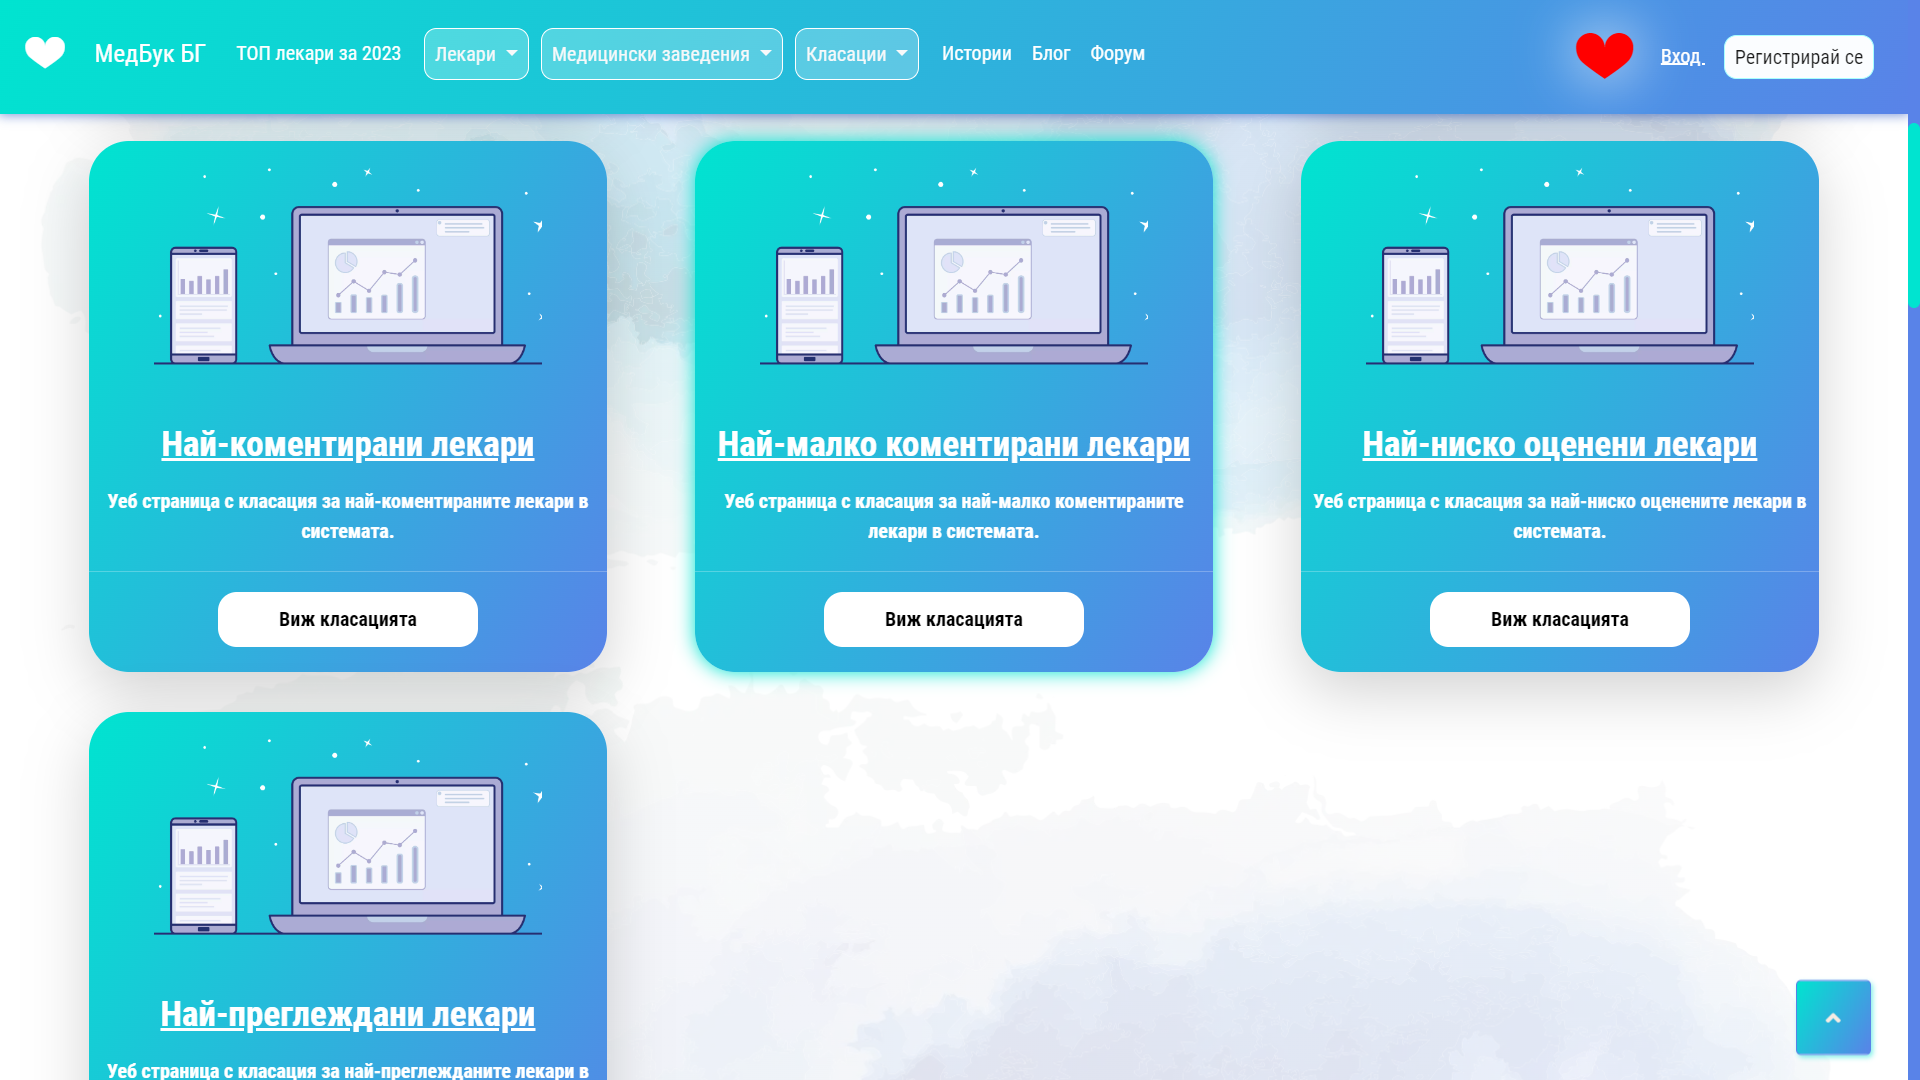 МедБук БГ ТОП лекари за 2023 Лекари Медицински заведения Класации Истории Блог Форум Вход Регистрирай се
Най-коментирани лекари
Уеб страница с класация за най-коментираните лекари в
системата.
Виж класацията
Най-малко коментирани лекари
Уеб страница с класация за най-малко коментираните
лекари в системата.
Виж класацията
Най-ниско оценени лекари
Уеб страница с класация за най-ниско оценените лекари в
системата.
Виж класацията
Най-преглеждани лекари
Уеб страница с класация за най-преглежданите лекари в